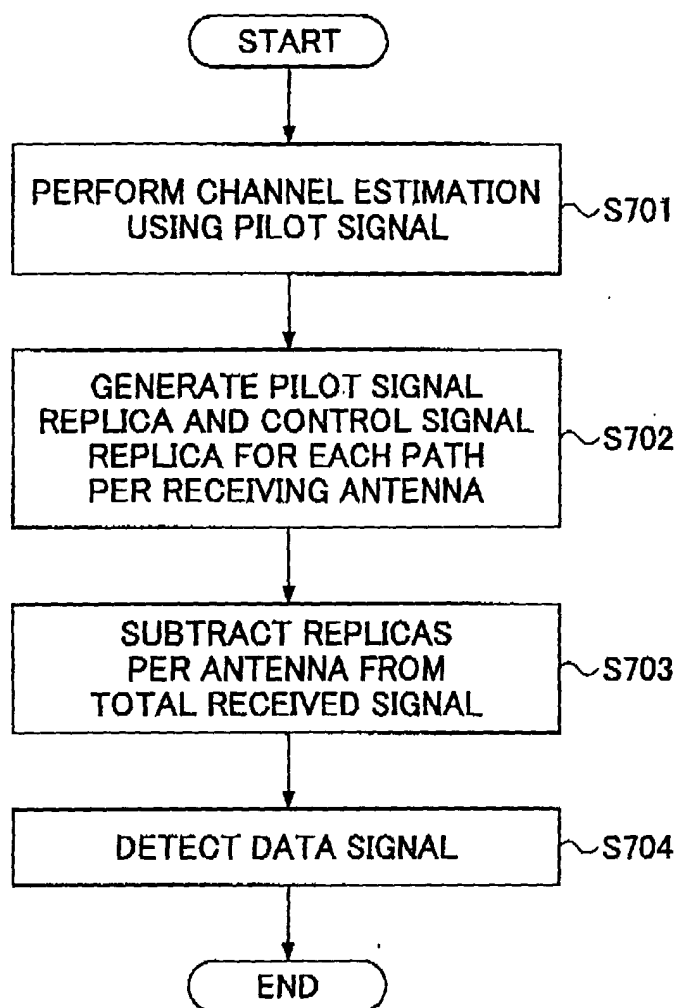 START
PERFORM CHANNEL ESTIMATION
USING PILOT SIGNAL
S701
GENERATE PILOT SIGNAL
REPLICA AND CONTROL SIGNAL
REPLICA FOR EACH PATH
PER RECEIVING ANTENNA
S702
SUBTRACT REPLICAS
PER ANTENNA FROM
TOTAL RECEIVED SIGNAL
S703
DETECT DATA SIGNAL
S704
END